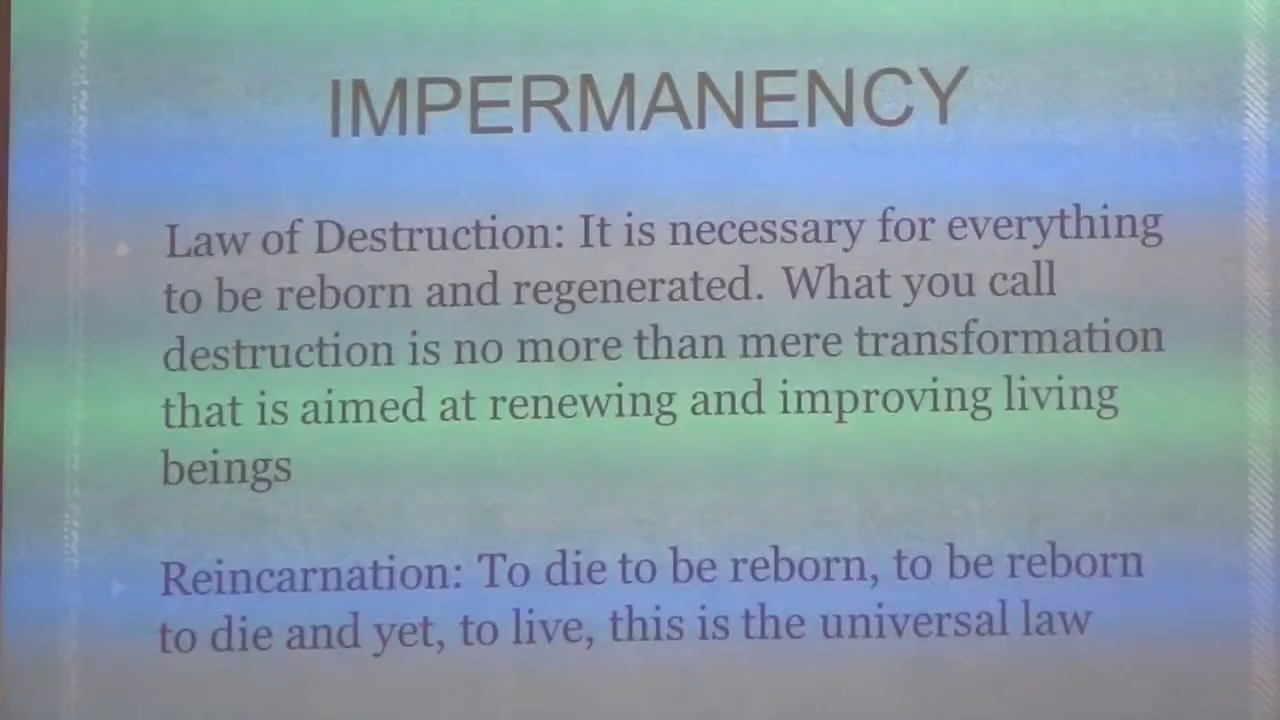 IMPERMANENCY
Law of Destruction: It is necessary for everything
to be reborn and regenerated. What you call
destruction is no more than mere transformation
that is aimed at renewing and improving living
beings
Reincarnation: To die to be reborn, to be reborn
to die and yet, to live, this is the universal law